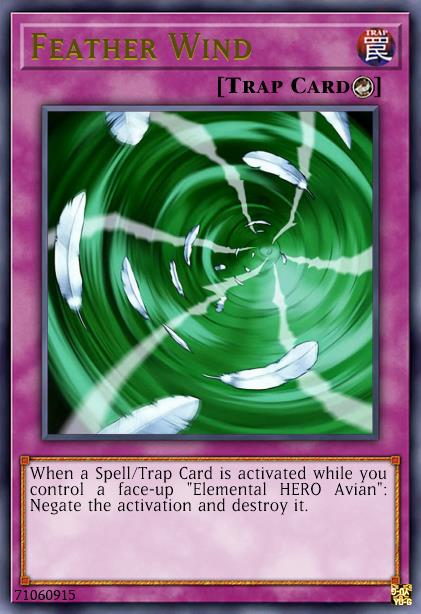 Feather Wind
TRAP
罠
[Trap Card]
When a Spell/Trap Card is activated while you
control a face-up "Elemental HERO Avian":
Negate the activation and destroy it.
71060915